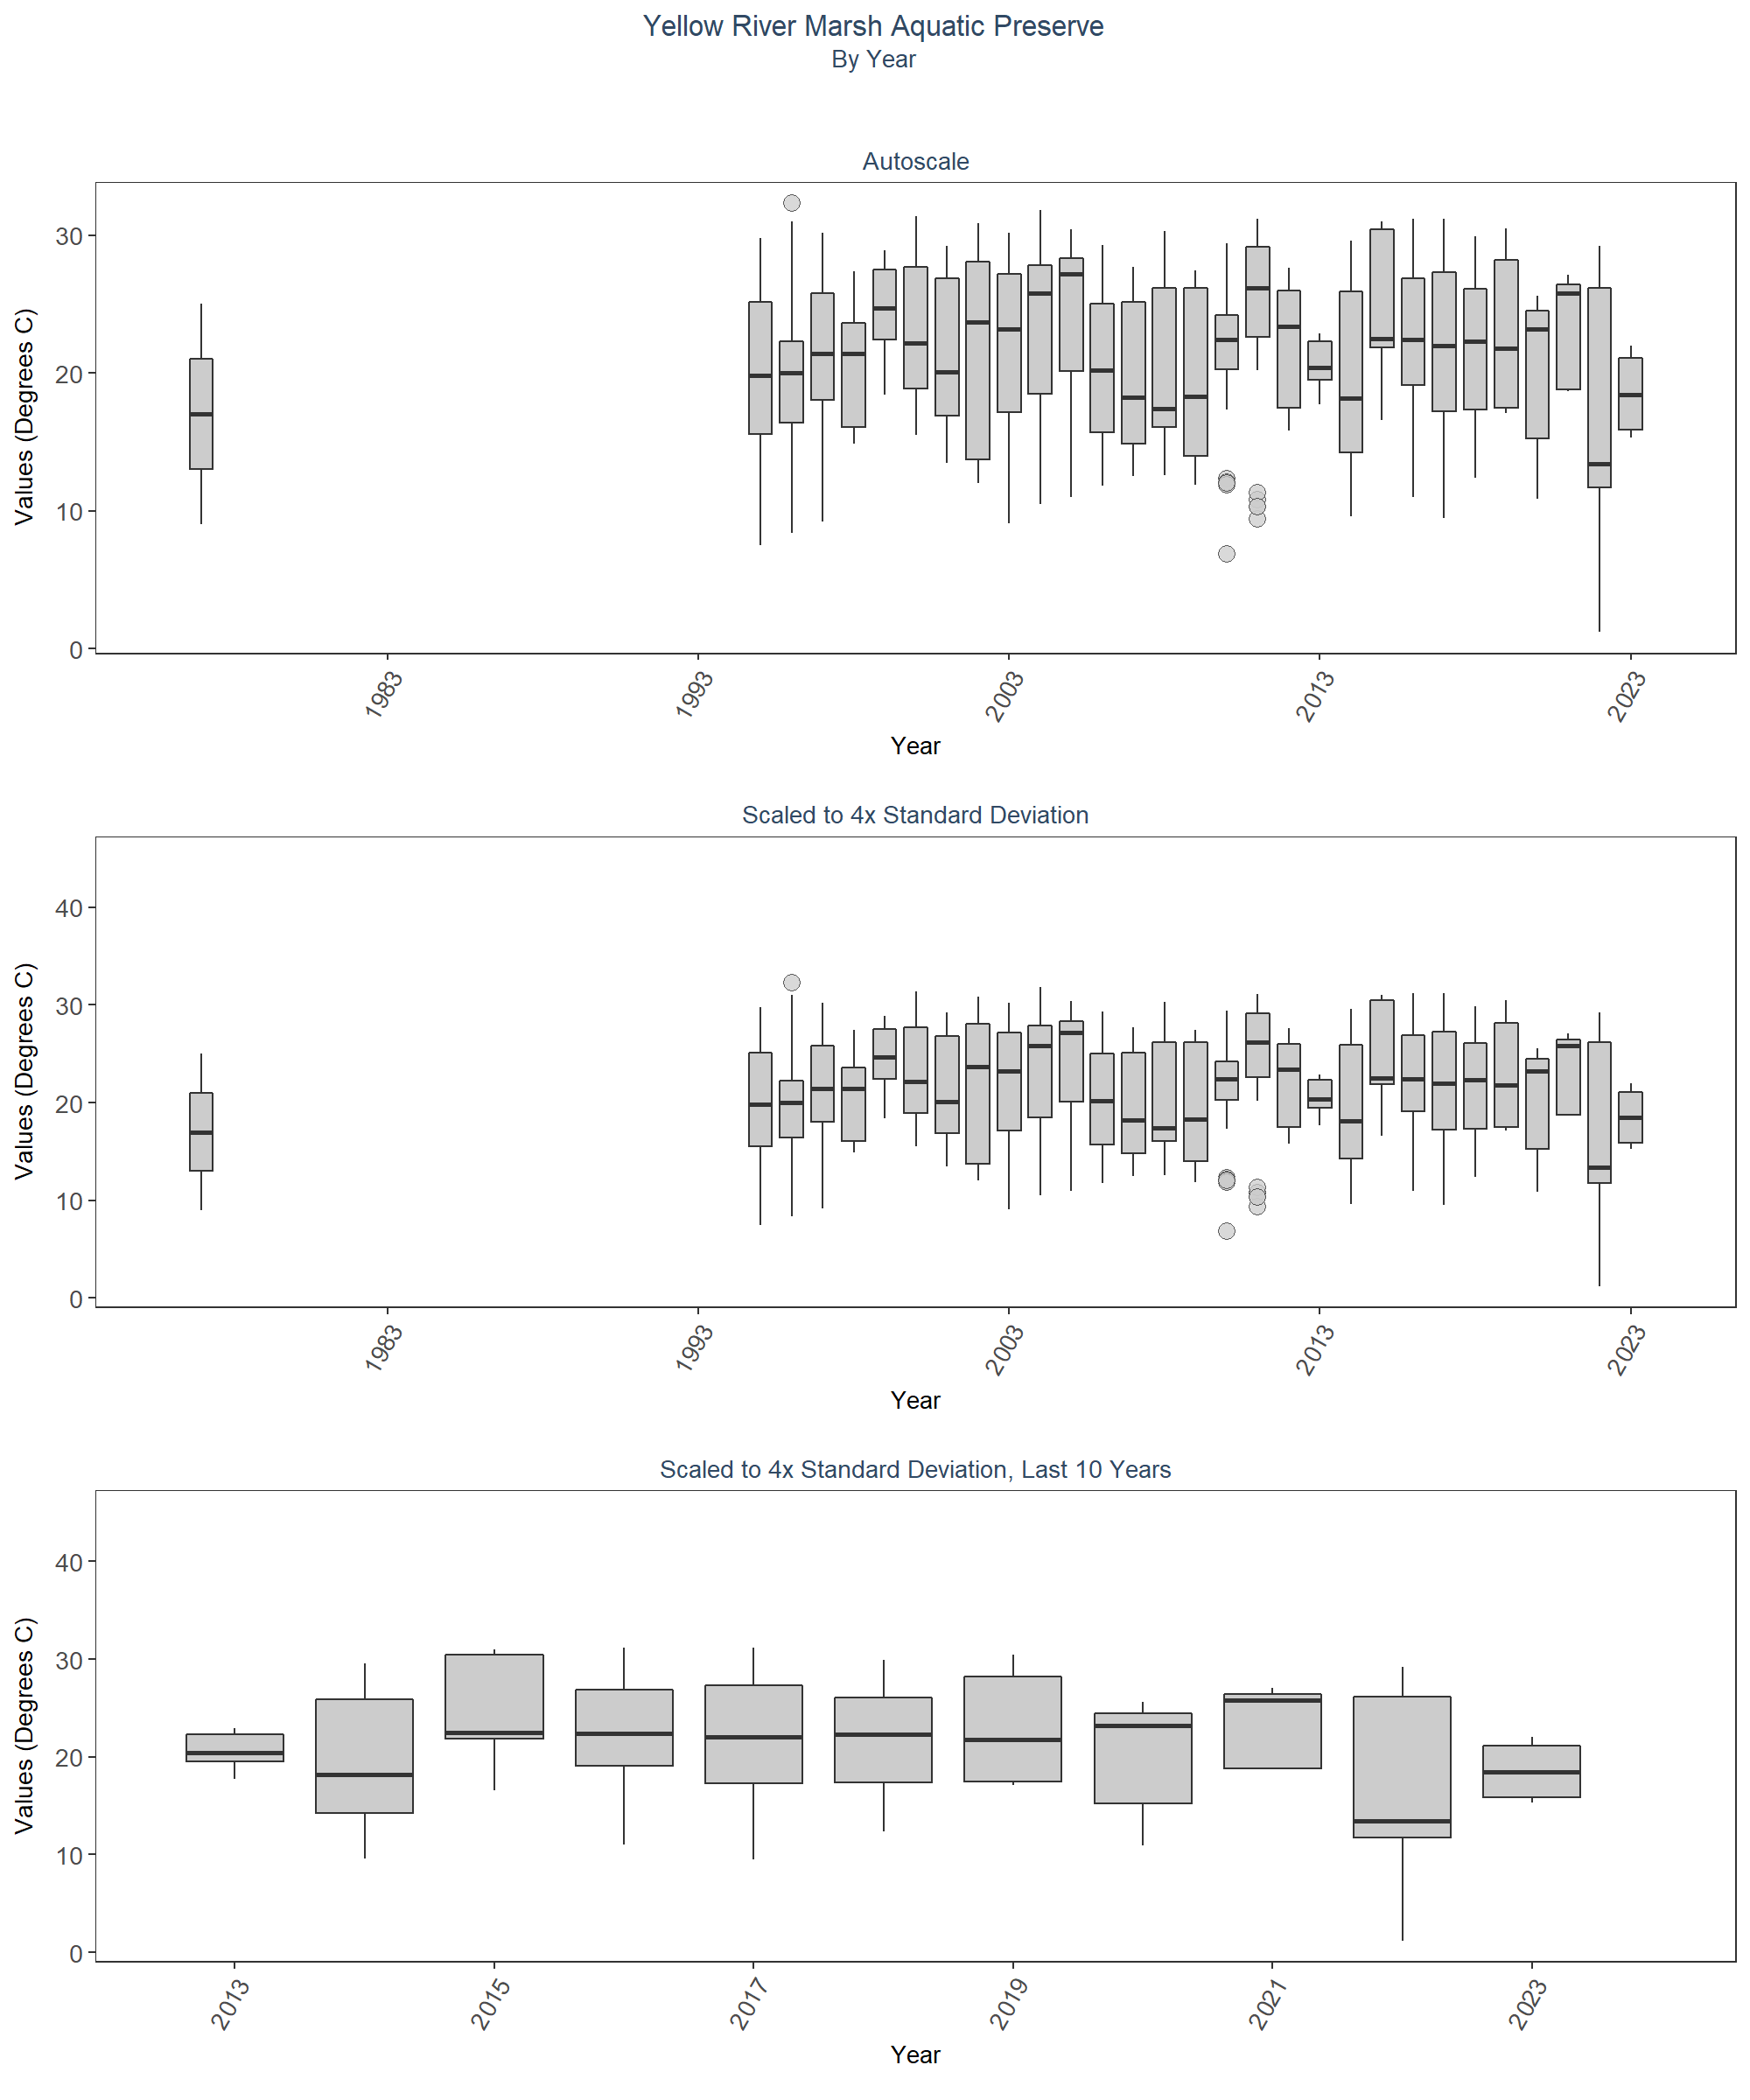 Yellow River Marsh Aquatic Preserve
By Year
Autoscale
Values (Degrees C)
30
20
10
0
1983
1993
2003
2013
2023
Year
Scaled to 4x Standard Deviation
Values (Degrees C)
40
30
20
10
0
1983
1993
2003
2013
2023
Year
Scaled to 4x Standard Deviation, Last 10 Years
Values (Degrees C)
40
30
20
10
0
2013
2015
2017
2019
2021
2023
Year